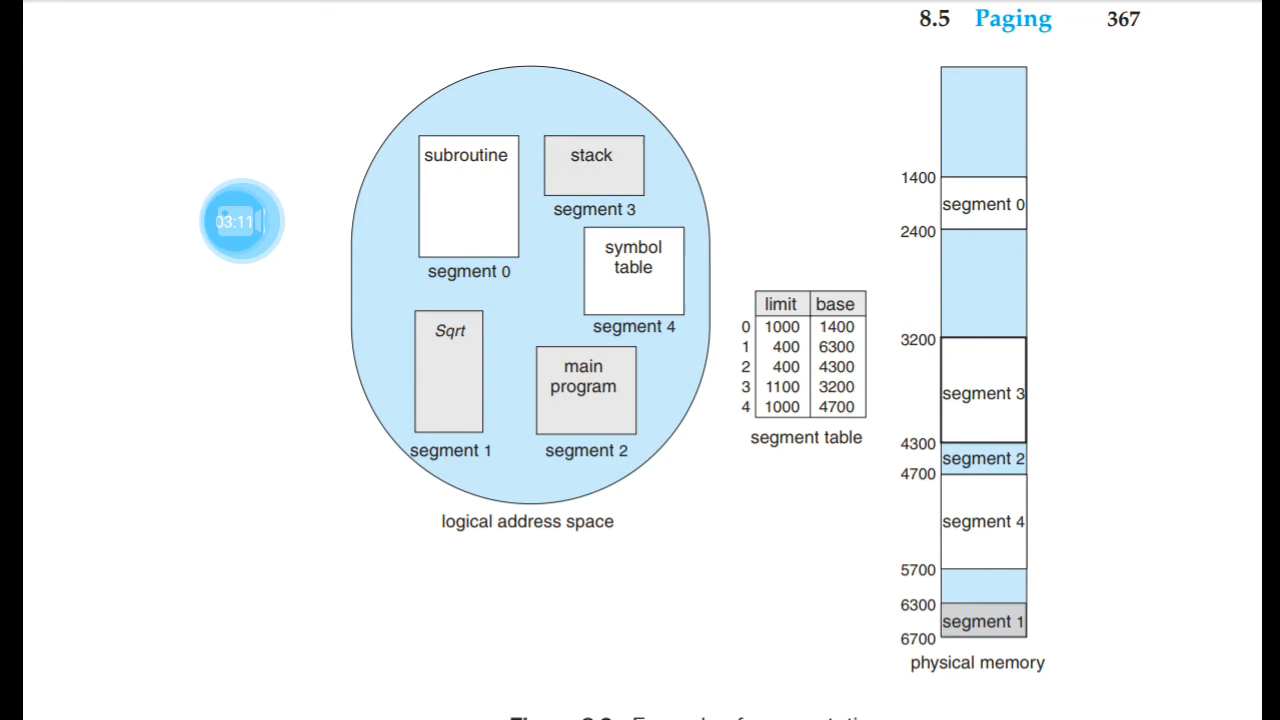 8.5 Paging 367
subroutine
segment 0
stack
segment 3
symbol
table
segment 4
Sqrt
segment 1
main
program
segment 2
logical address space
limit base
0 1000 1400
1 400 6300
2 400 4300
3 1100 3200
4 1000 4700
segment table
1400
segment 0
2400
3200
segment 3
4300
segment 2
4700
segment 4
5700
6300
segment 1
6700
physical memory
03:11